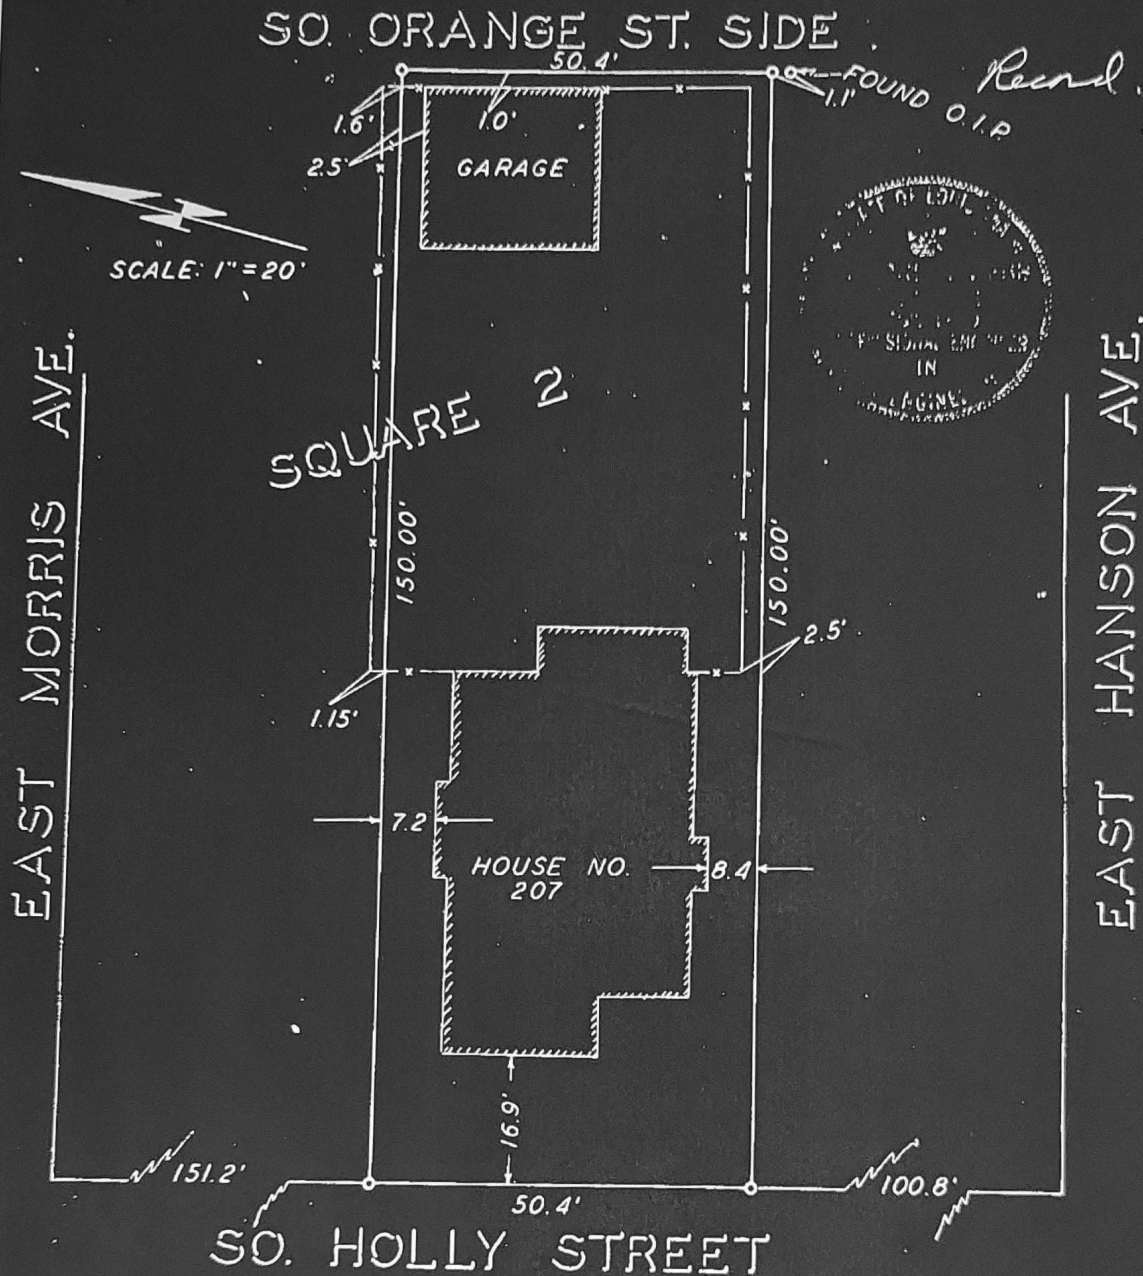 SO. ORANGE ST. SIDE
50.4'
FOUND O.I.P.
Record.
1.1'
1.6'
1.0'
2.5'
GARAGE
SCALE: 1"=20'
IN
SQUARE 2
EAST MORRIS AVE.
EAST HANSON AVE.
150.00'
150.00'
2.5'
1.15'
7.2
HOUSE NO.
207
8.4
16.9'
151.2'
50.4'
100.8'
SO. HOLLY STREET